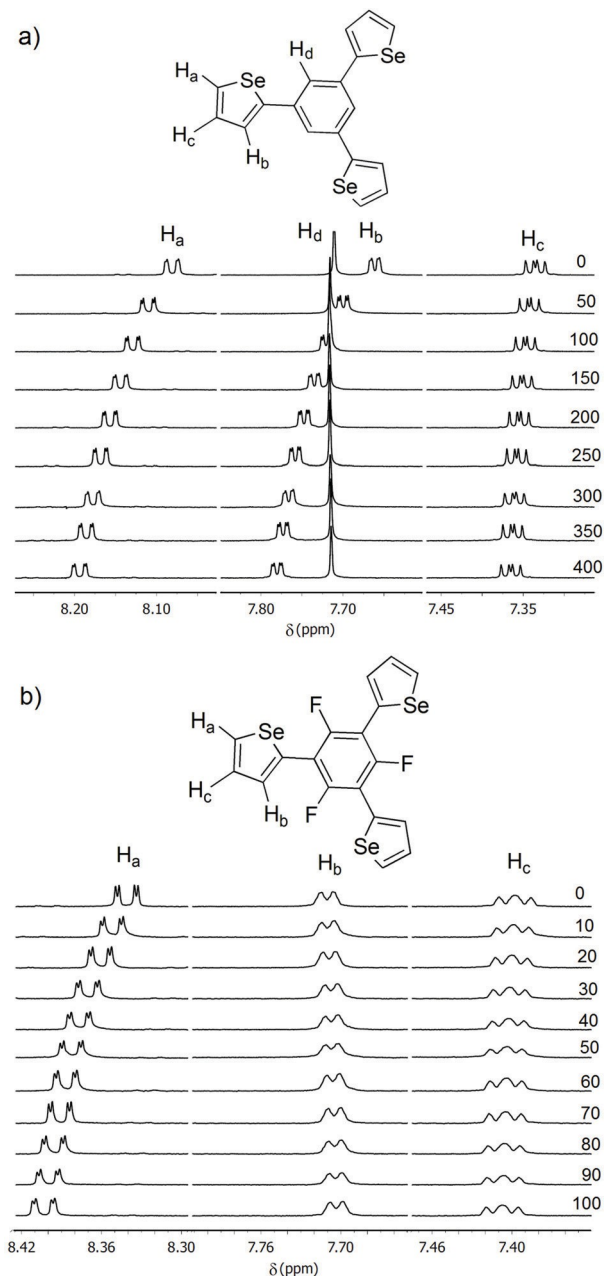 a)
Hd
Se
Ha Se
Se
Hc Hb
Se
Ha Hd Hb Hc
0
50
100
150
200
250
300
350
400
8.20 8.10 7.80 7.70 7.45 7.35
δ(ppm)
b)
Se
F
Ha Se
F
Hc F
Hb Se
Ha Hb Hc
0
10
20
30
40
50
60
70
80
90
100
8.42 8.36 8.30 7.76 7.70 7.46 7.40
δ(ppm)